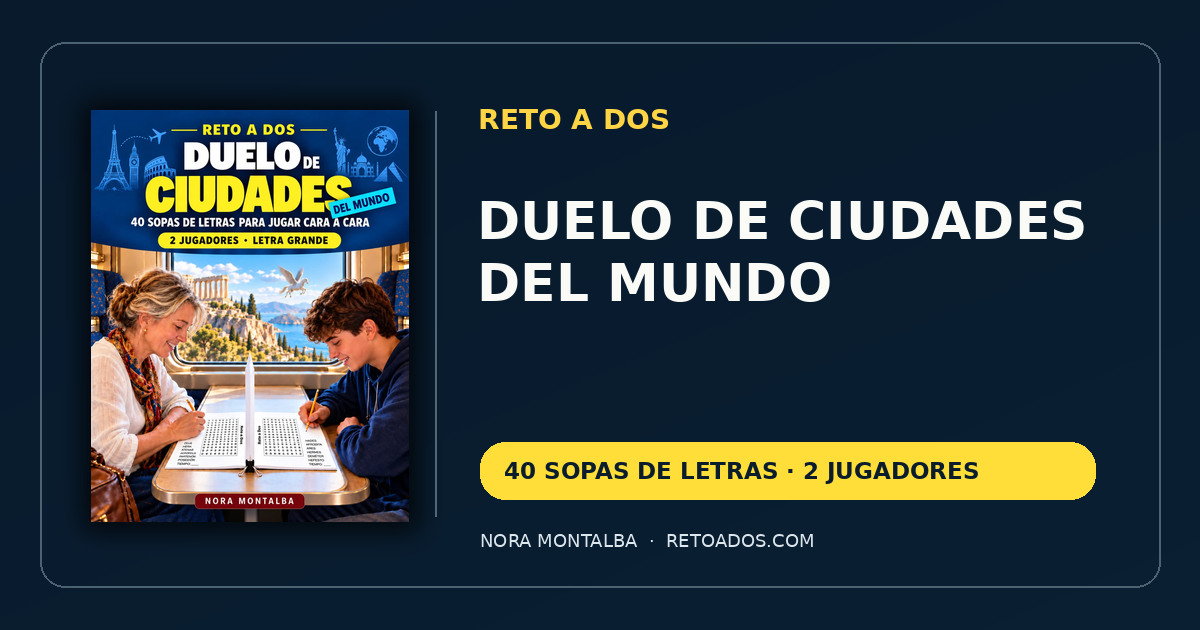 RETO A DOS
DUELO DE
CIUDADES
DEL MUNDO
40 SOPAS DE LETRAS PARA JUGAR CARA A CARA
2 JUGADORES • LETRA GRANDE
NORA MONTALBA
RETO A DOS
DUELO DE CIUDADES
DEL MUNDO
40 SOPAS DE LETRAS · 2 JUGADORES
NORA MONTALBA · RETOADOS.COM